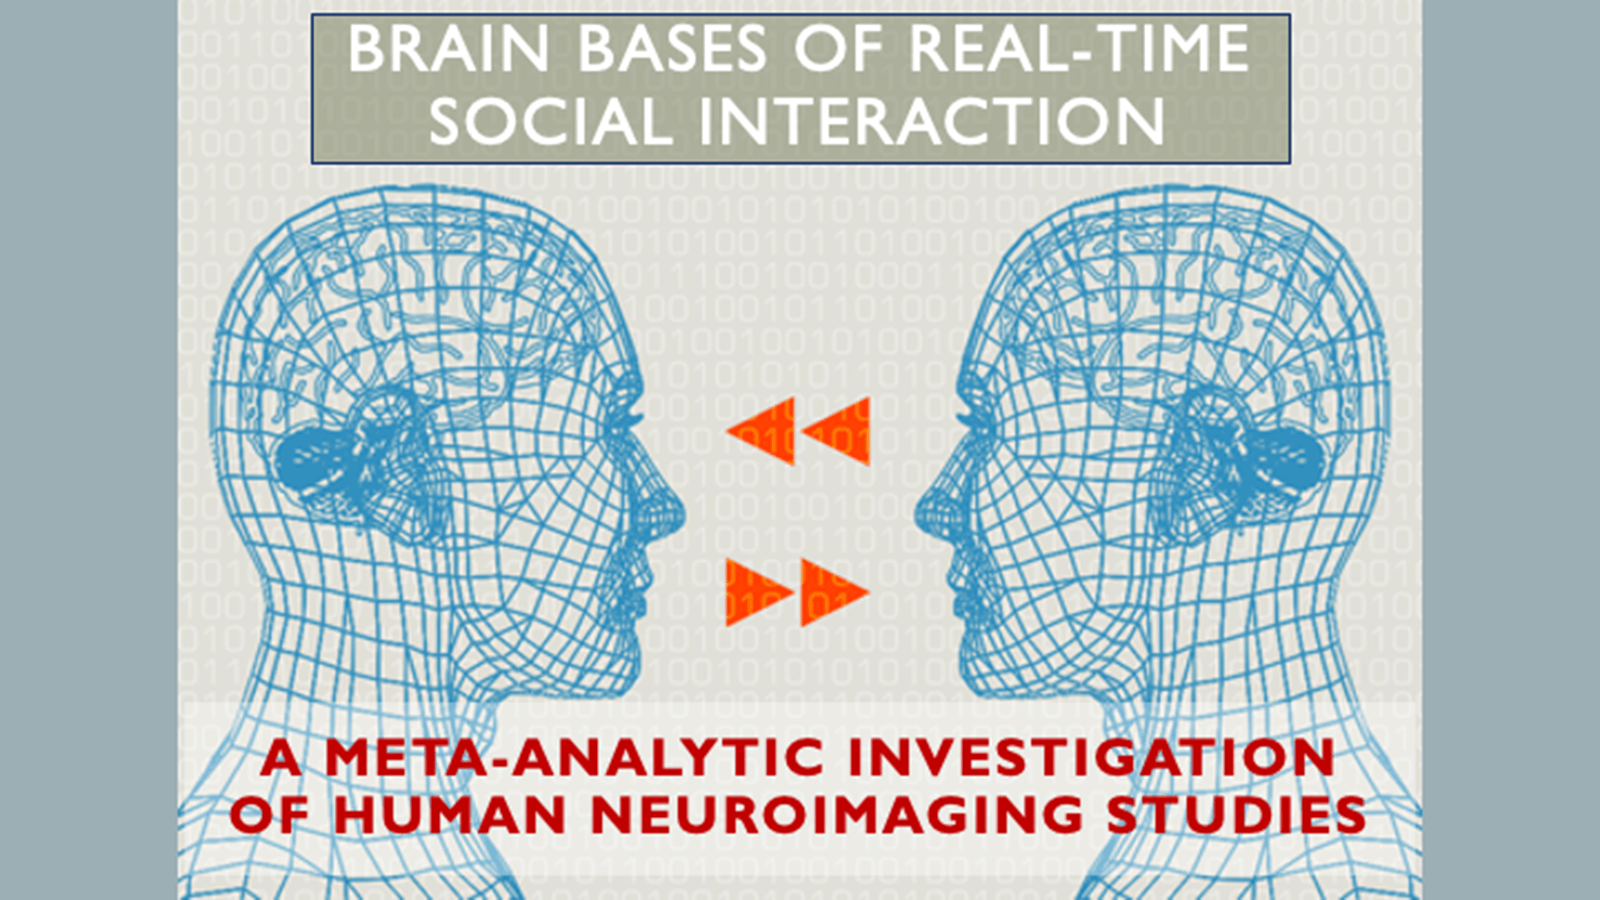 BRAIN BASES OF REAL-TIME
SOCIAL INTERACTION
A META-ANALYTIC INVESTIGATION
OF HUMAN NEUROIMAGING STUDIES